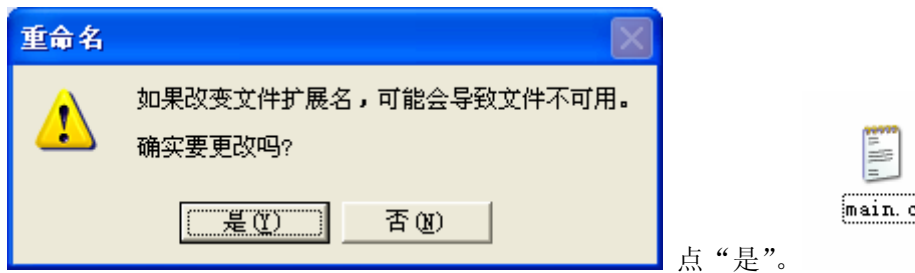 重命名
如果改变文件扩展名，可能会导致文件不可用。
确实要更改吗?
是(Y) 否(N)
点“是”。
main.c